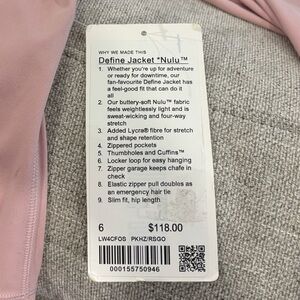 WHY WE MADE THIS
Define Jacket *Nulu™
1. Whether you're up for adventure
or ready for downtime, our
fan-favourite Define Jacket has
a feel-good fit that can do it
all
2. Our buttery-soft Nulu™ fabric
feels weightlessly light and is
sweat-wicking and four-way
stretch
3. Added Lycra® fibre for stretch
and shape retention
4. Zippered pockets
5. Thumbholes and Cuffins™
6. Locker loop for easy hanging
7. Zipper garage keeps chafe in
check
8. Elastic zipper pull doubles as
an emergency hair tie
9. Slim fit, hip length
6 $118.00
LW4CFOS PKHZ/RSGO
000155750946